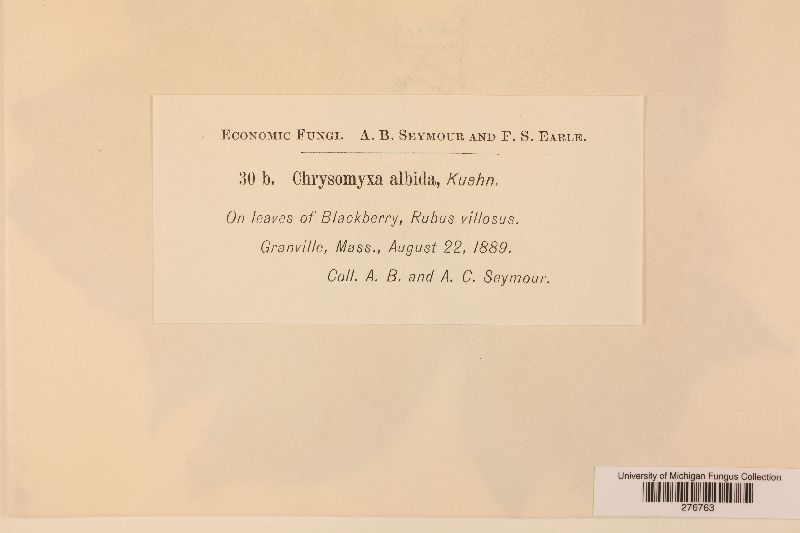 Economic Fungi. A. B. Seymour and F. S. Earle.
30 b. Chrysomyxa albida, Kuehn.
On leaves of Blackberry, Rubus villosus.
Granville, Mass., August 22, 1889.
Coll. A. B. and A. C. Seymour.
University of Michigan Fungus Collection
276763